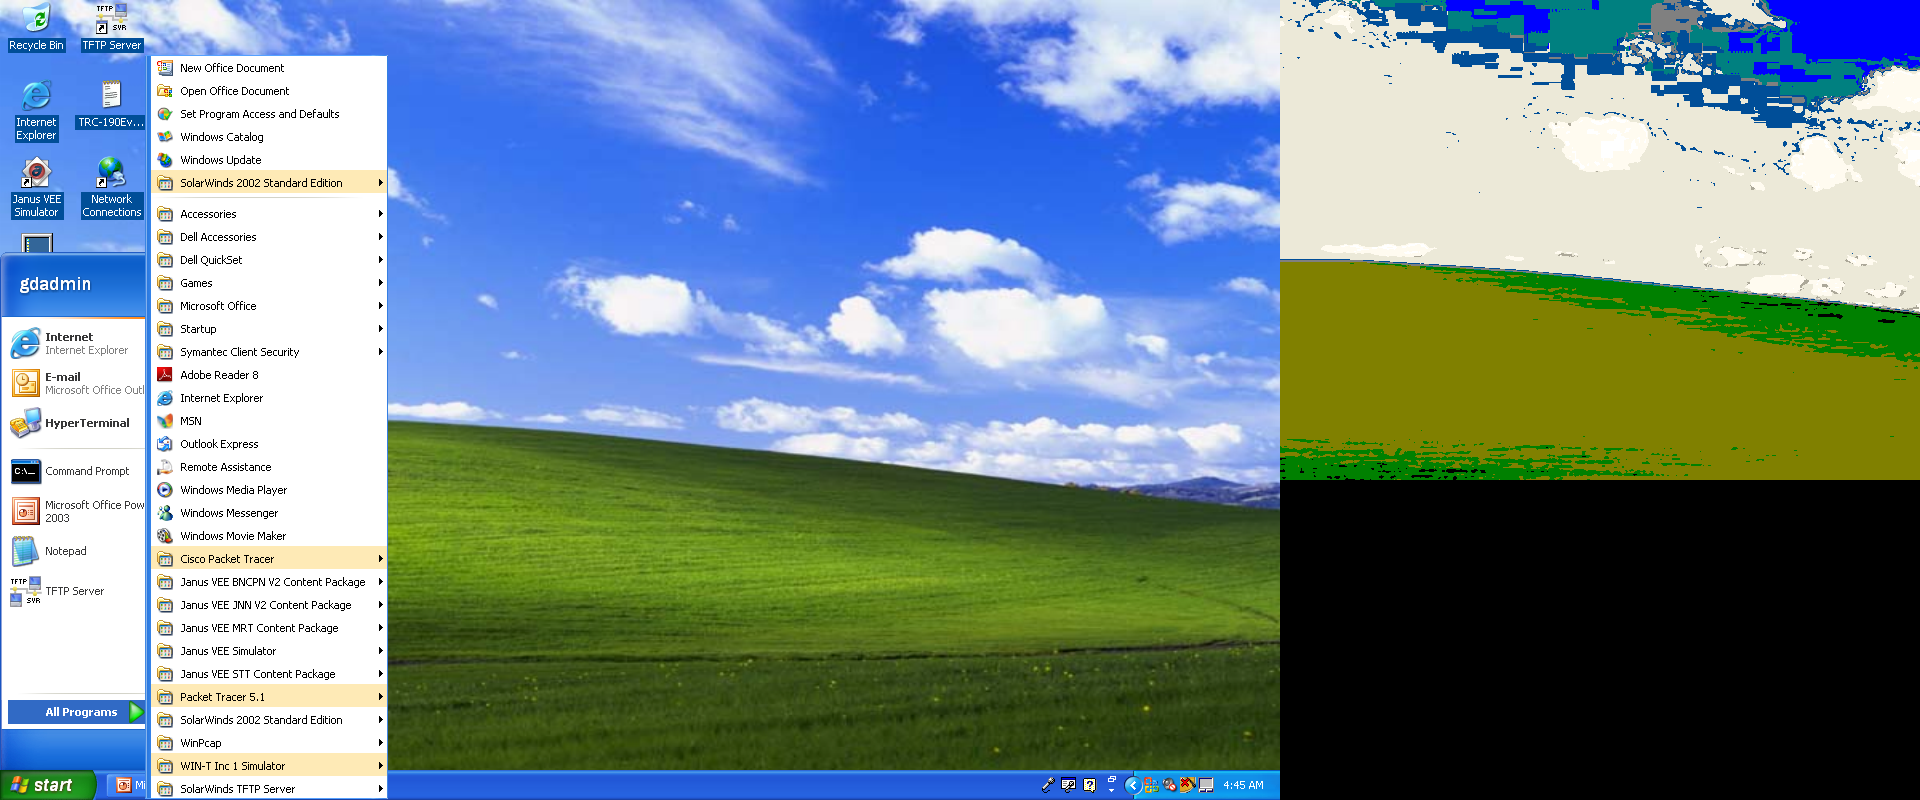 Recycle Bin
TFTP
SVR
TFTP Server
Internet
Explorer
TRC-190Ev...
Janus VEE
Simulator
Network
Connections
gdadmin
Internet
Internet Explorer
E-mail
Microsoft Office Outl
HyperTerminal
C:\_
Command Prompt
Microsoft Office Pow
2003
Notepad
TFTP
SVR
TFTP Server
All Programs
New Office Document
Open Office Document
Set Program Access and Defaults
Windows Catalog
Windows Update
SolarWinds 2002 Standard Edition
Accessories
Dell Accessories
Dell QuickSet
Games
Microsoft Office
Startup
Symantec Client Security
Adobe Reader 8
Internet Explorer
MSN
Outlook Express
Remote Assistance
Windows Media Player
Windows Messenger
Windows Movie Maker
Cisco Packet Tracer
Janus VEE BNCPN V2 Content Package
Janus VEE JNN V2 Content Package
Janus VEE MRT Content Package
Janus VEE Simulator
Janus VEE STT Content Package
Packet Tracer 5.1
SolarWinds 2002 Standard Edition
WinPcap
WIN-T Inc 1 Simulator
SolarWinds TFTP Server
start
Mi
4:45 AM